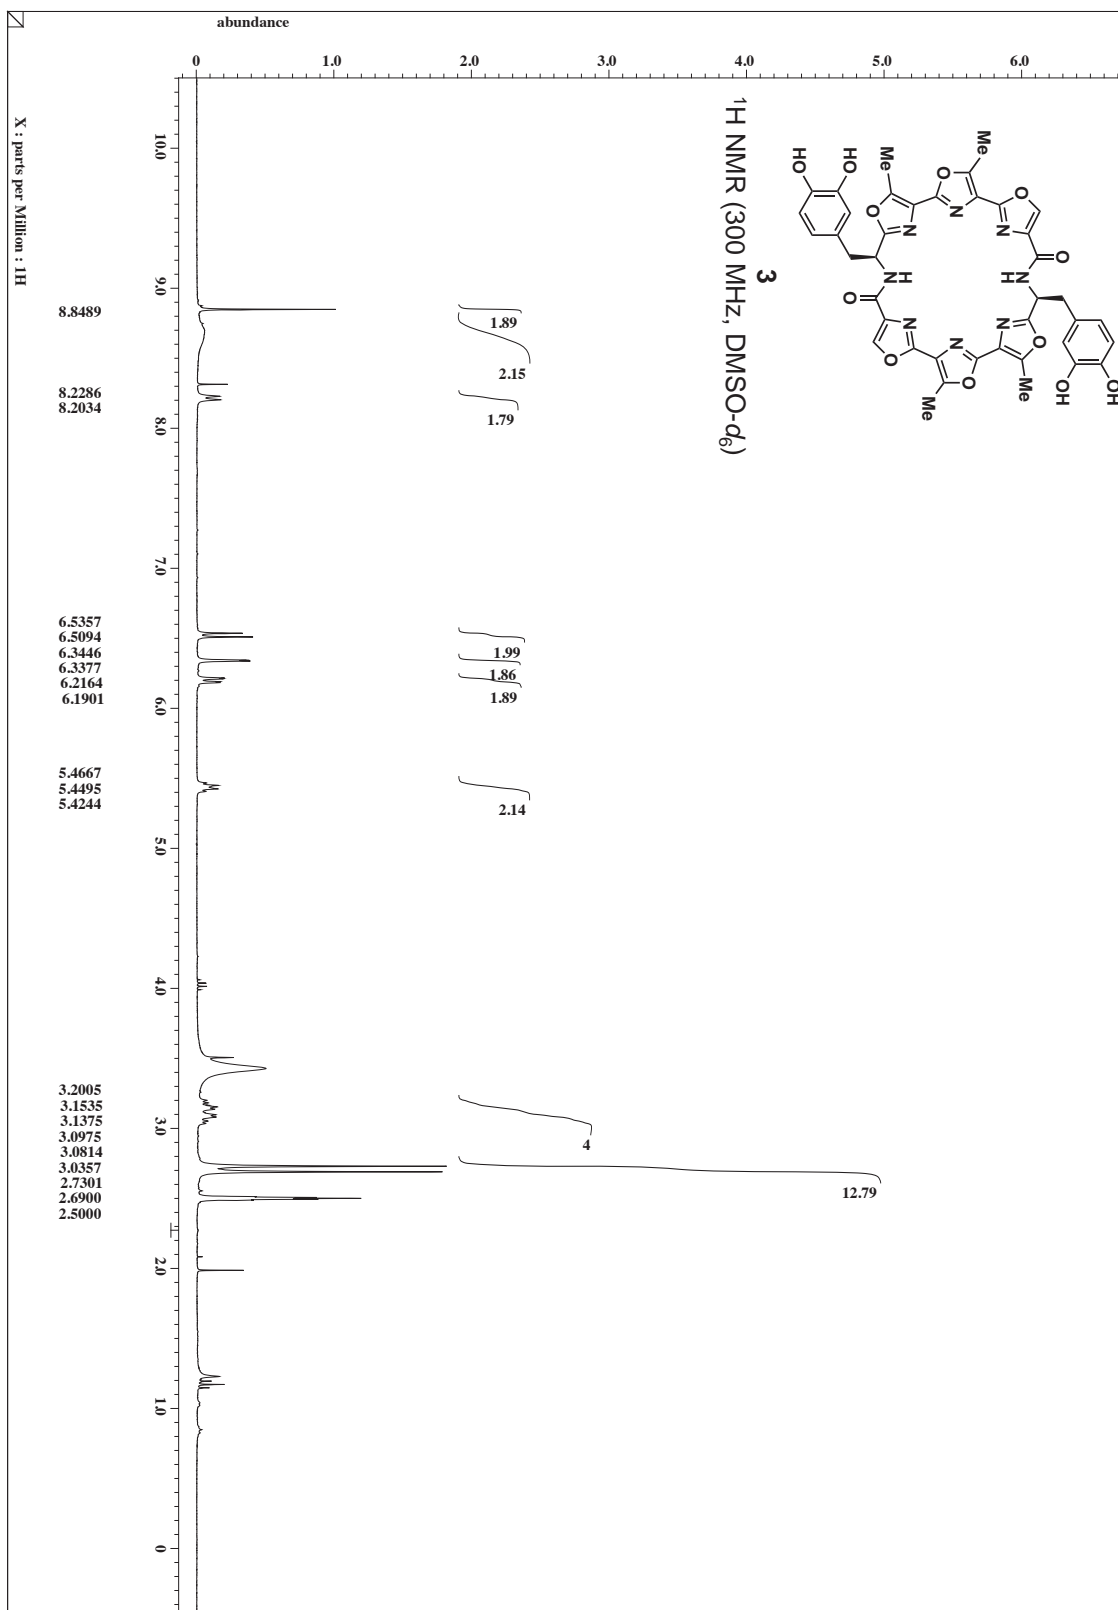 abundance
0 1.0 2.0 3.0 4.0 5.0 6.0
X : parts per Million : 1H
10.0 9.0 8.0 7.0 6.0 5.0 4.0 3.0 2.0 1.0 0
8.8489
8.2286
8.2034
6.5357
6.5094
6.3446
6.3377
6.2164
6.1901
5.4667
5.4495
5.4244
3.2005
3.1535
3.1375
3.0975
3.0814
3.0357
2.7301
2.6900
2.5000
1.89
2.15
1.79
1.99
1.86
1.89
2.14
4
12.79
Me
Me
HO
HO
O
N
O
N
O
N
O
H
N
N
H
O
N
O
N
O
N
O
Me
Me
OH
OH
3
¹H NMR (300 MHz, DMSO-d₆)